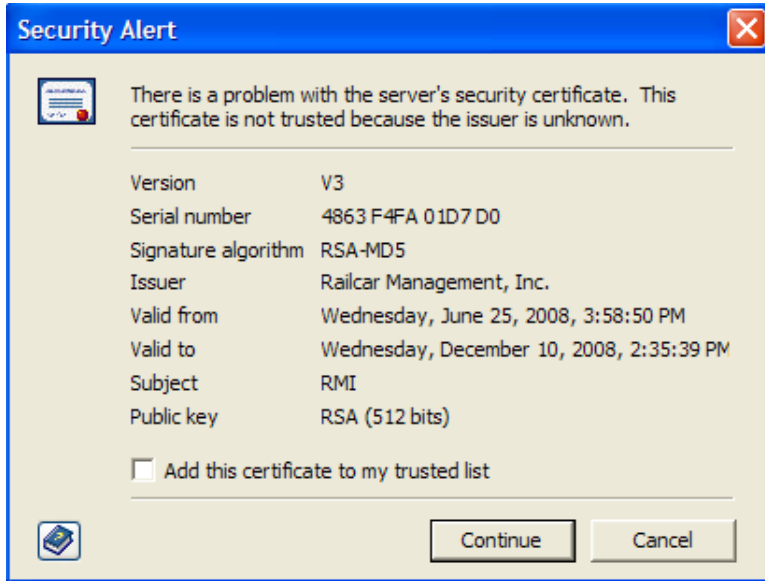 Security Alert
There is a problem with the server's security certificate. This
certificate is not trusted because the issuer is unknown.
Version V3
Serial number 4863 F4FA 01D7 D0
Signature algorithm RSA-MD5
Issuer Railcar Management, Inc.
Valid from Wednesday, June 25, 2008, 3:58:50 PM
Valid to Wednesday, December 10, 2008, 2:35:39 PM
Subject RMI
Public key RSA (512 bits)
Add this certificate to my trusted list
Continue Cancel